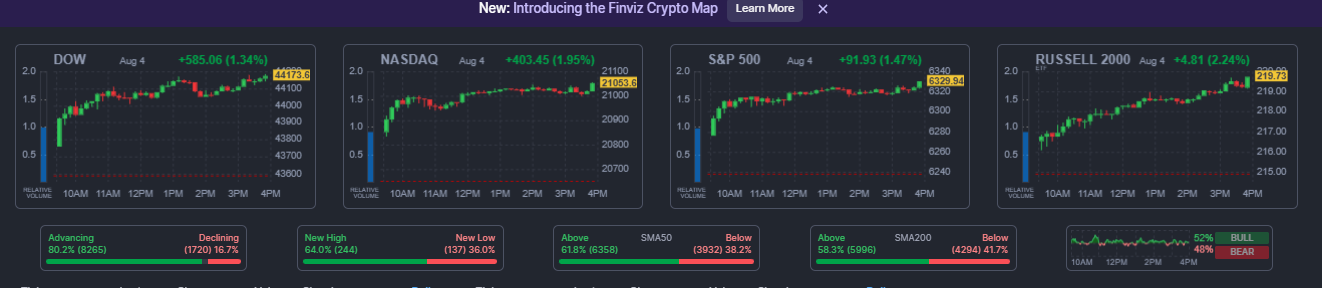 New: Introducing the Finviz Crypto Map Learn More ✕
DOW Aug 4 +585.06 (1.34%)
2.0
1.5
1.0
0.5
44173.6
44100
44000
43900
43800
43700
43600
RELATIVE
VOLUME
10AM 11AM 12PM 1PM 2PM 3PM 4PM
NASDAQ Aug 4 +403.45 (1.95%)
2.0
1.5
1.0
0.5
21100
21053.6
21000
20900
20800
20700
RELATIVE
VOLUME
10AM 11AM 12PM 1PM 2PM 3PM 4PM
S&P 500 Aug 4 +91.93 (1.47%)
2.0
1.5
1.0
0.5
6340
6329.94
6320
6300
6280
6260
6240
RELATIVE
VOLUME
10AM 11AM 12PM 1PM 2PM 3PM 4PM
RUSSELL 2000 Aug 4 +4.81 (2.24%)
ETF
2.0
1.5
1.0
0.5
219.73
219.00
218.00
217.00
216.00
215.00
RELATIVE
VOLUME
10AM 11AM 12PM 1PM 2PM 3PM 4PM
Advancing Declining
80.2% (8265) (1720) 16.7%
New High New Low
64.0% (244) (137) 36.0%
Above SMA50 Below
61.8% (6358) (3932) 38.2%
Above SMA200 Below
58.3% (5996) (4294) 41.7%
52% BULL
48% BEAR
10AM 12PM 2PM 4PM